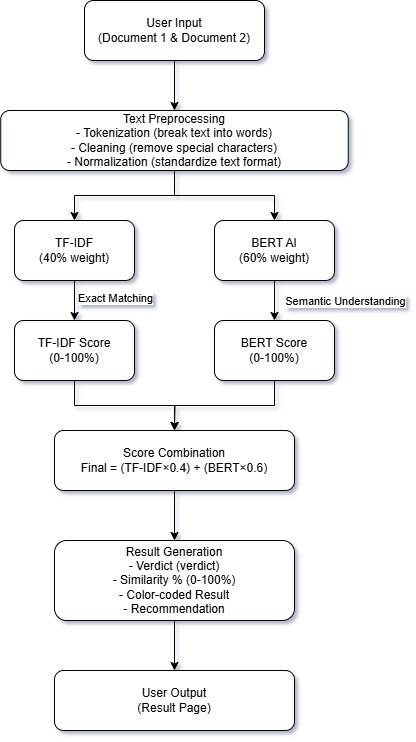 User Input
(Document 1 & Document 2)
Text Preprocessing
- Tokenization (break text into words)
- Cleaning (remove special characters)
- Normalization (standardize text format)
TF-IDF
(40% weight)
BERT AI
(60% weight)
Exact Matching
Semantic Understanding
TF-IDF Score
(0-100%)
BERT Score
(0-100%)
Score Combination
Final = (TF-IDF×0.4) + (BERT×0.6)
Result Generation
- Verdict (verdict)
- Similarity % (0-100%)
- Color-coded Result
- Recommendation
User Output
(Result Page)